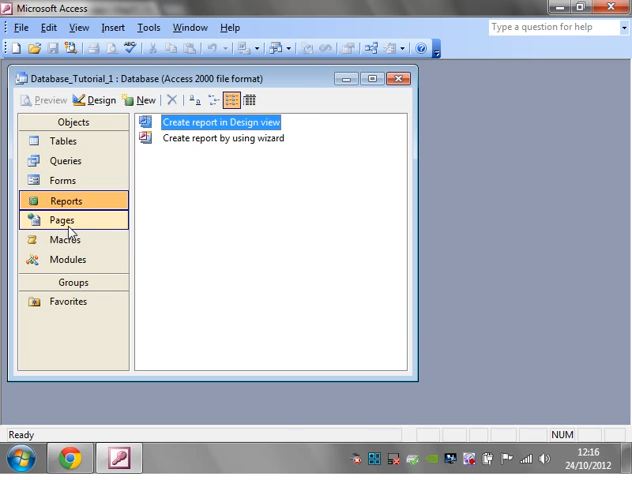 Microsoft Access
File Edit View Insert Tools Window Help
Type a question for help
Database_Tutorial_1 : Database (Access 2000 file format)
Preview Design New
Objects
Tables
Queries
Forms
Reports
Pages
Macros
Modules
Groups
Favorites
Create report in Design view
Create report by using wizard
Ready
NUM
12:16
24/10/2012